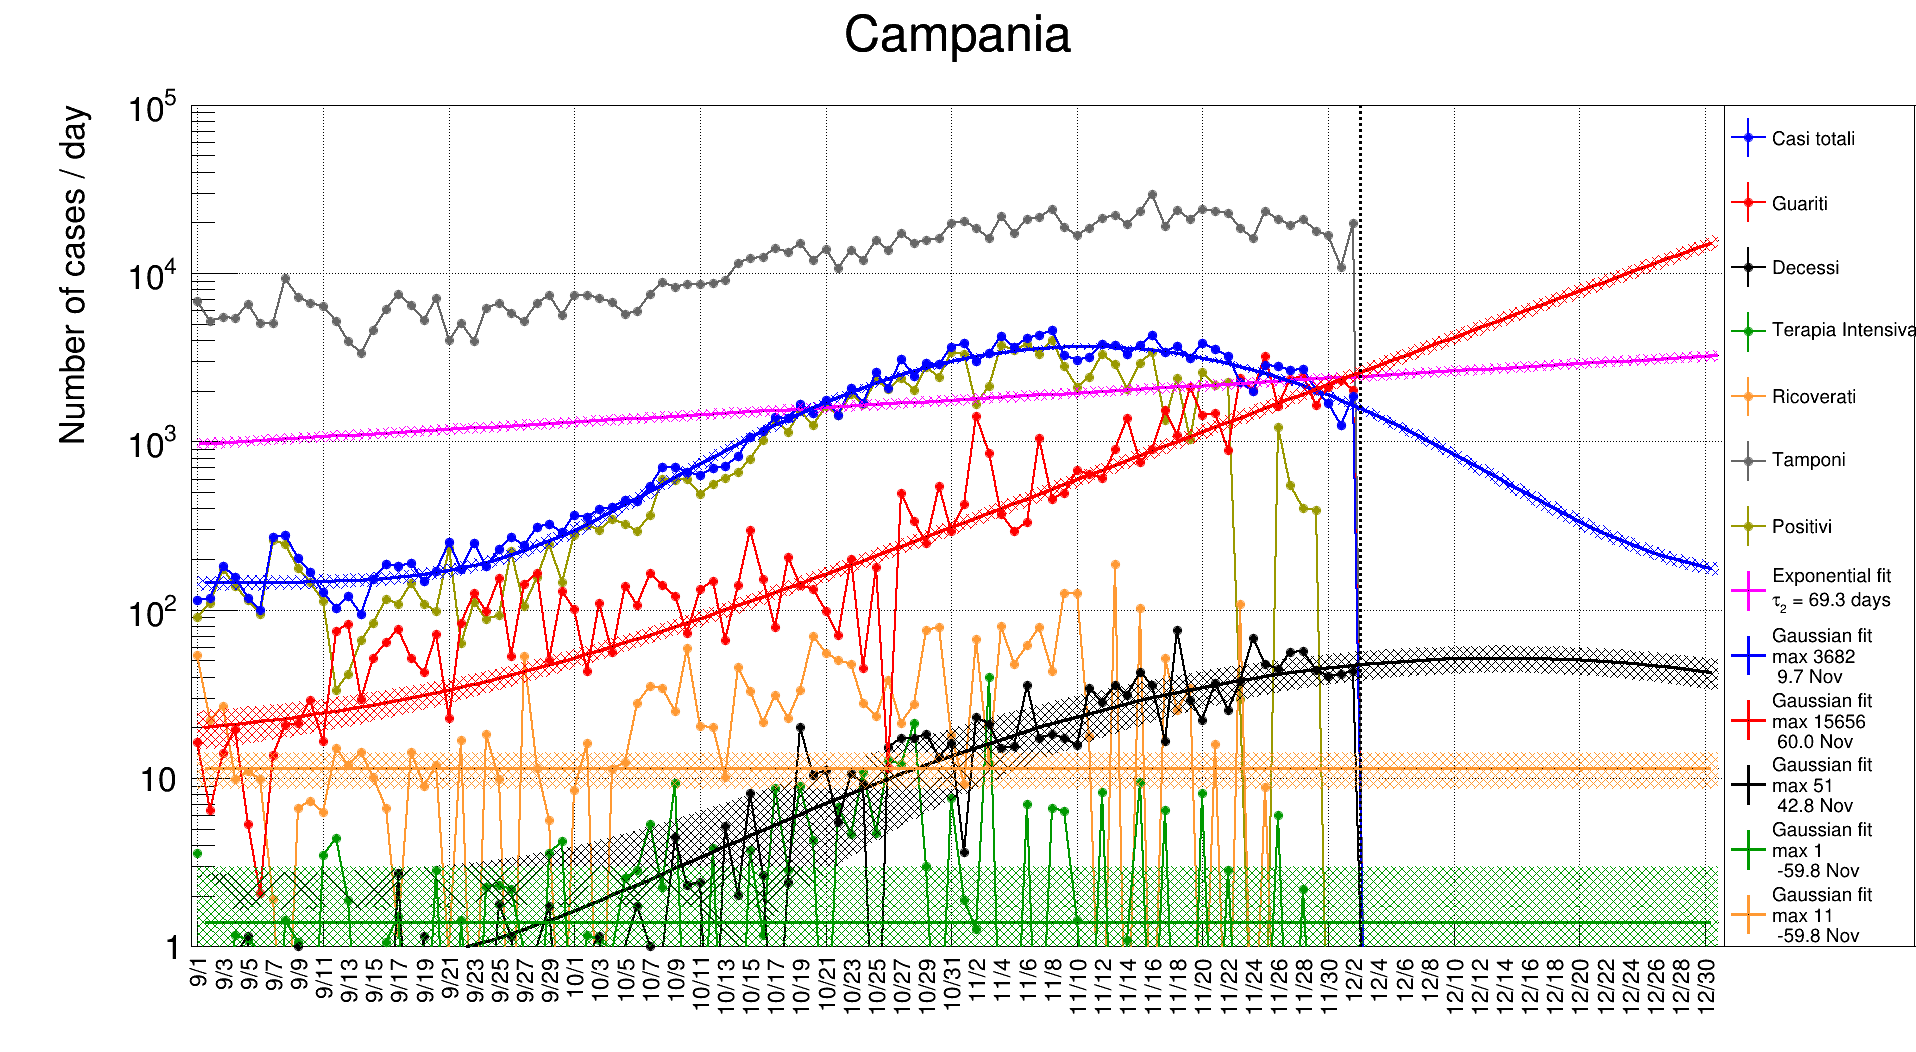 Campania
Number of cases / day
10^5
10^4
10^3
10^2
10
1
9/1 9/3 9/5 9/7 9/9 9/11 9/13 9/15 9/17 9/19 9/21 9/23 9/25 9/27 9/29 10/1 10/3 10/5 10/7 10/9 10/11 10/13 10/15 10/17 10/19 10/21 10/23 10/25 10/27 10/29 10/31 11/2 11/4 11/6 11/8 11/10 11/12 11/14 11/16 11/18 11/20 11/22 11/24 11/26 11/28 11/30 12/2 12/4 12/6 12/8 12/10 12/12 12/14 12/16 12/18 12/20 12/22 12/24 12/26 12/28 12/30
Casi totali
Guariti
Decessi
Terapia Intensiva
Ricoverati
Tamponi
Positivi
Exponential fit
τ2 = 69.3 days
Gaussian fit
max 3682
9.7 Nov
Gaussian fit
max 15656
60.0 Nov
Gaussian fit
max 51
42.8 Nov
Gaussian fit
max 1
-59.8 Nov
Gaussian fit
max 11
-59.8 Nov